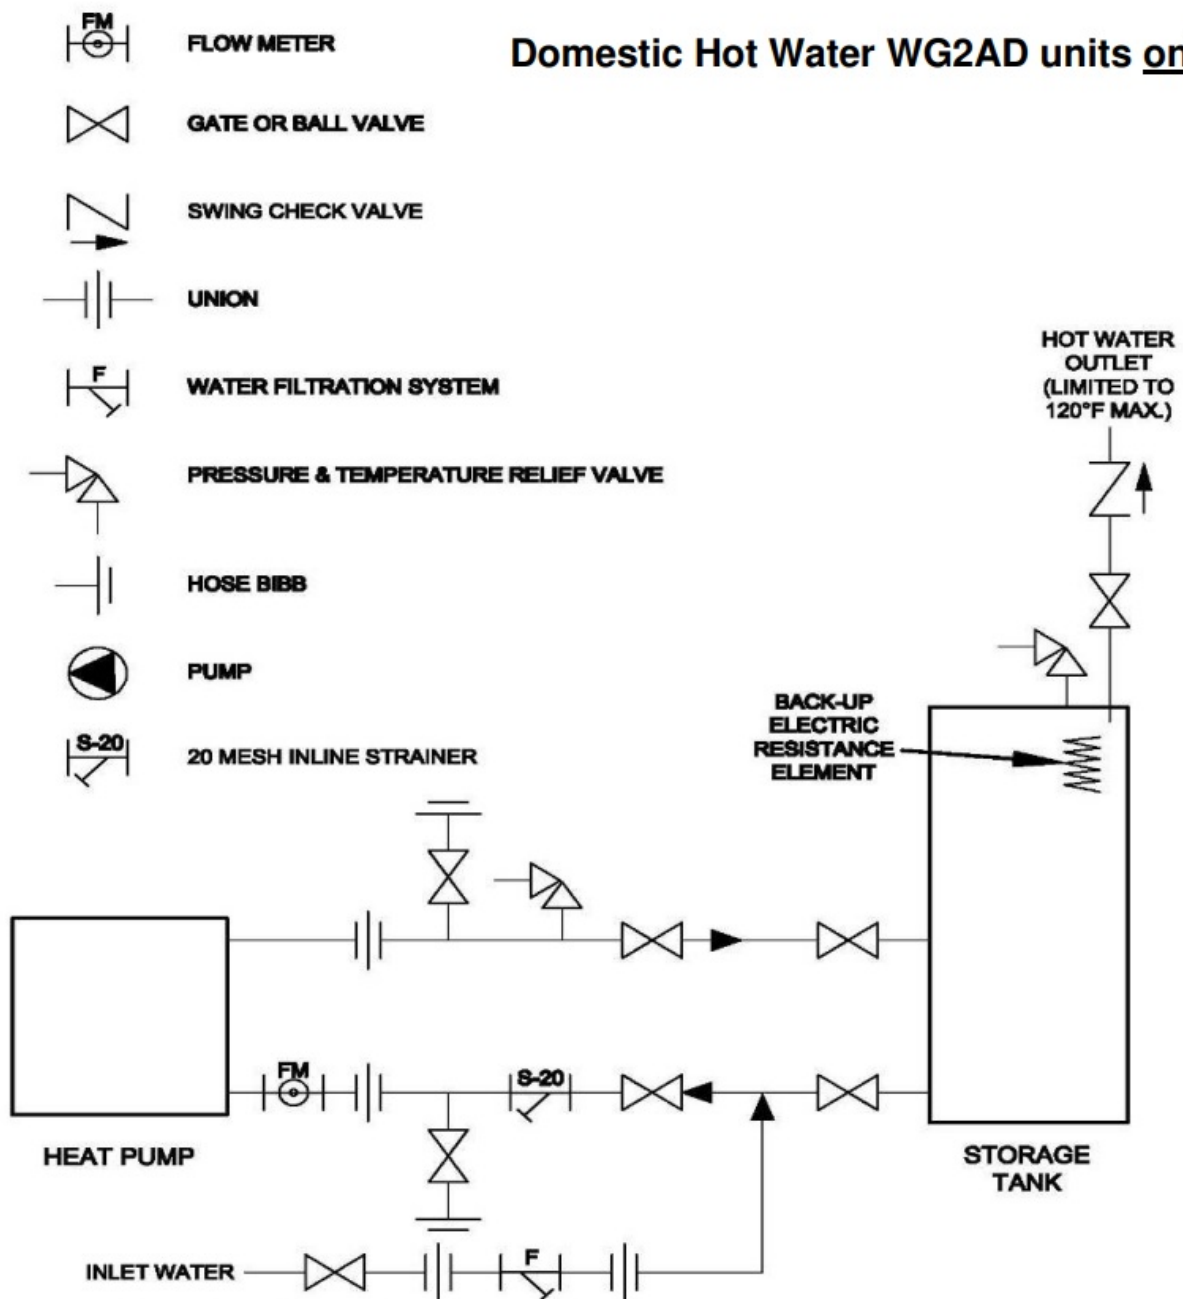 FM
FLOW METER
Domestic Hot Water WG2AD units on
GATE OR BALL VALVE
SWING CHECK VALVE
UNION
F
WATER FILTRATION SYSTEM
PRESSURE & TEMPERATURE RELIEF VALVE
HOSE BIBB
PUMP
S-20
20 MESH INLINE STRAINER
HOT WATER
OUTLET
(LIMITED TO
120°F MAX.)
BACK-UP
ELECTRIC
RESISTANCE
ELEMENT
FM
S-20
HEAT PUMP
STORAGE
TANK
INLET WATER
F